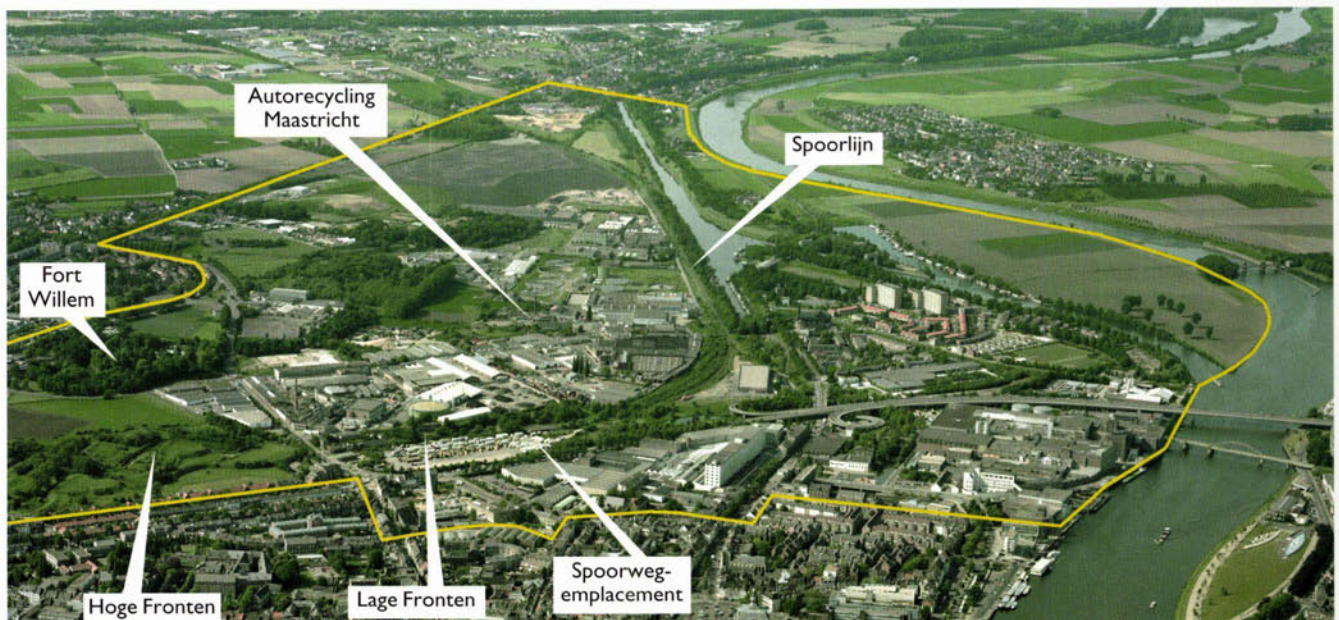 Autorecycling
Maastricht
Spoorlijn
Fort
Willem
Hoge Fronten
Lage Fronten
Spoorweg-
emplacement